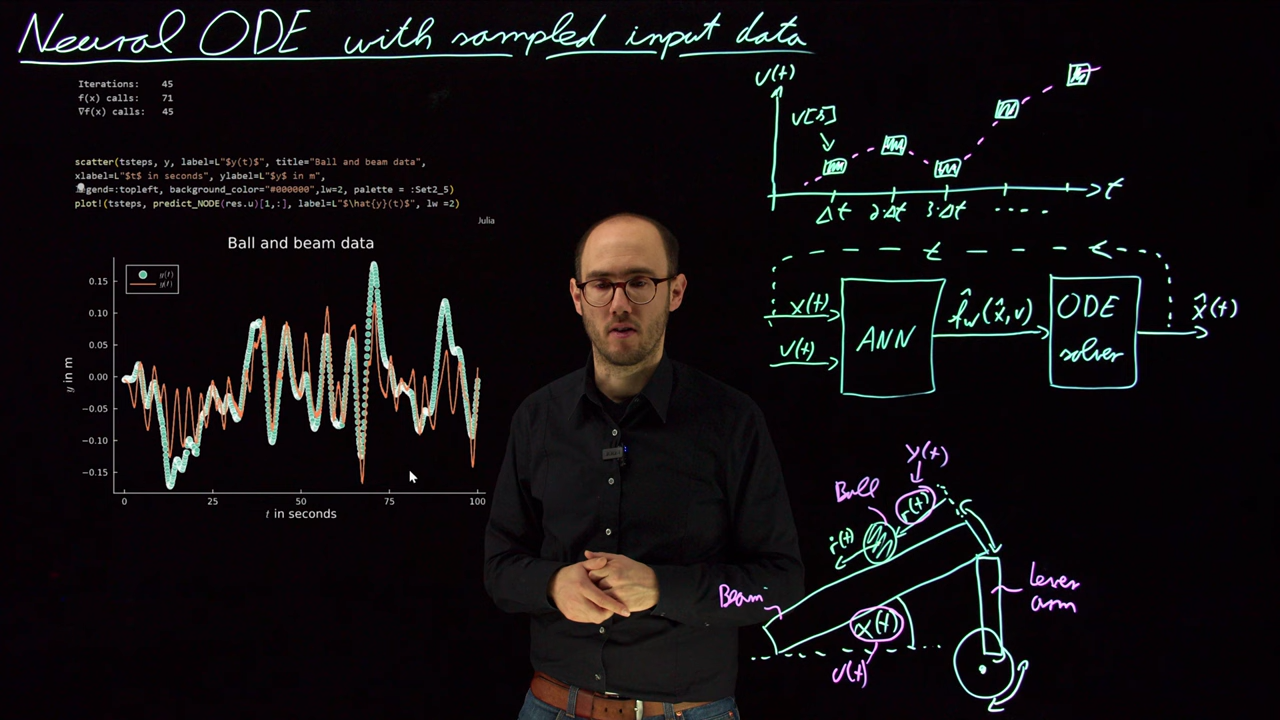 Neural ODE with sampled input data
Iterations: 45
f(x) calls: 71
∇f(x) calls: 45
scatter(tsteps, y, label=L"$y(t)$", title="Ball and beam data",
xlabel=L"$t$ in seconds", ylabel=L"$y$ in m",
legend=:topleft, background_color="#000000",lw=2, palette = :Set2_5)
plot!(tsteps, predict_NODE(res.u)[1,:], label=L"$\hat{y}(t)$", lw =2)
Julia
Ball and beam data
y(t)
ŷ(t)
0.15
0.10
0.05
0.00
−0.05
−0.10
−0.15
y in m
0 25 50 75 100
t in seconds
v(t)
v[k]
t
Δt 2·Δt 3·Δt ....
t
x(t)
v(t)
ANN
f̂w(x̂,v)
ODE
solver
x̂(t)
y(t)
Ball
r(t)
ṙ(t)
Beam
Lever
arm
α(t)
v(t)